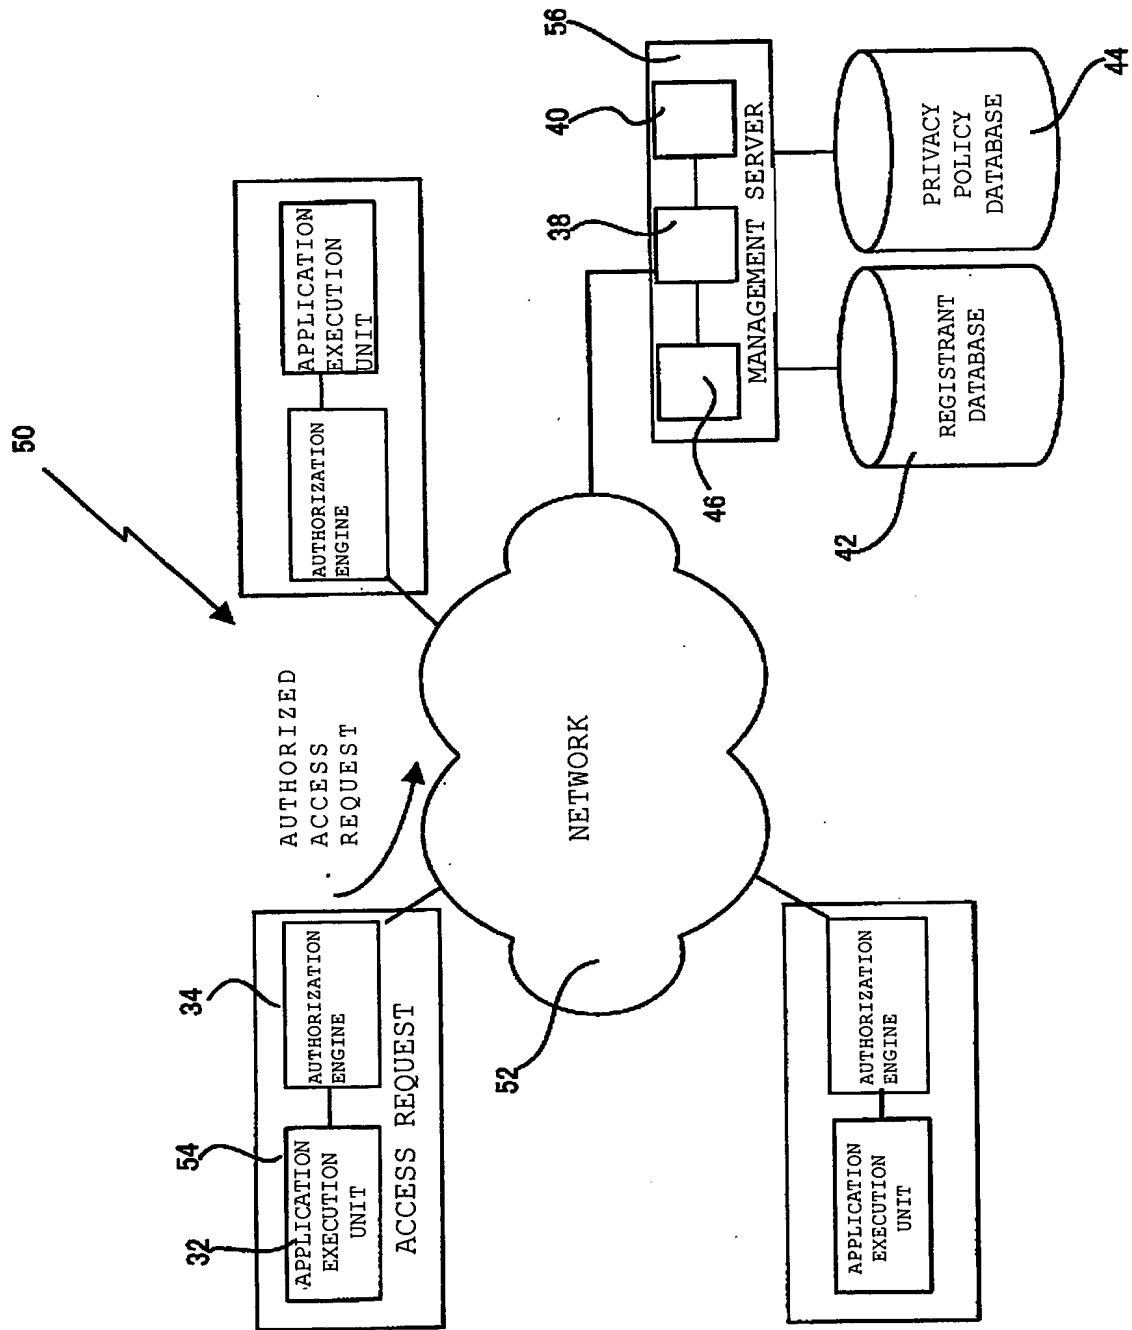 50
34
54
32
APPLICATION
EXECUTION
UNIT
AUTHORIZATION
ENGINE
ACCESS REQUEST
AUTHORIZED
ACCESS
REQUEST
AUTHORIZATION
ENGINE
APPLICATION
EXECUTION
UNIT
NETWORK
52
56
46
38
40
MANAGEMENT SERVER
42
REGISTRANT
DATABASE
PRIVACY
POLICY
DATABASE
44
APPLICATION
EXECUTION
UNIT
AUTHORIZATION
ENGINE